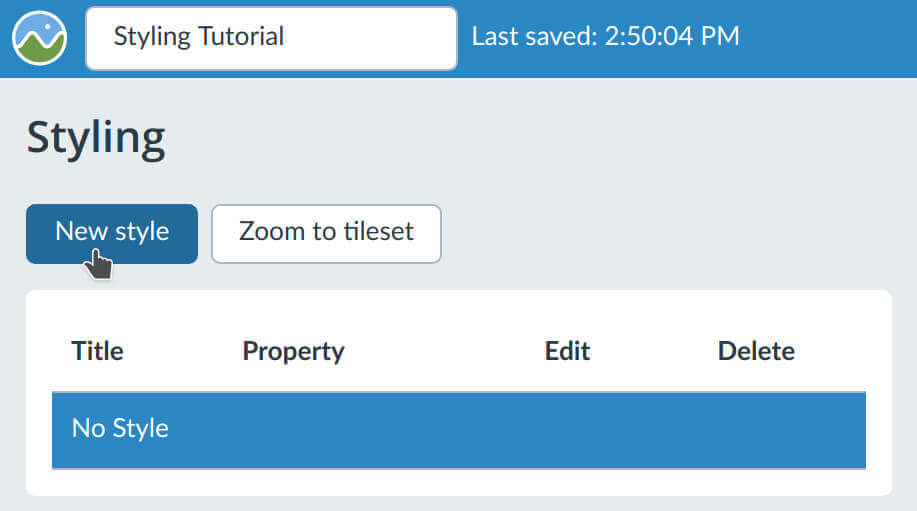 Styling Tutorial Last saved: 2:50:04 PM
Styling
New style Zoom to tileset
Title Property Edit Delete
No Style